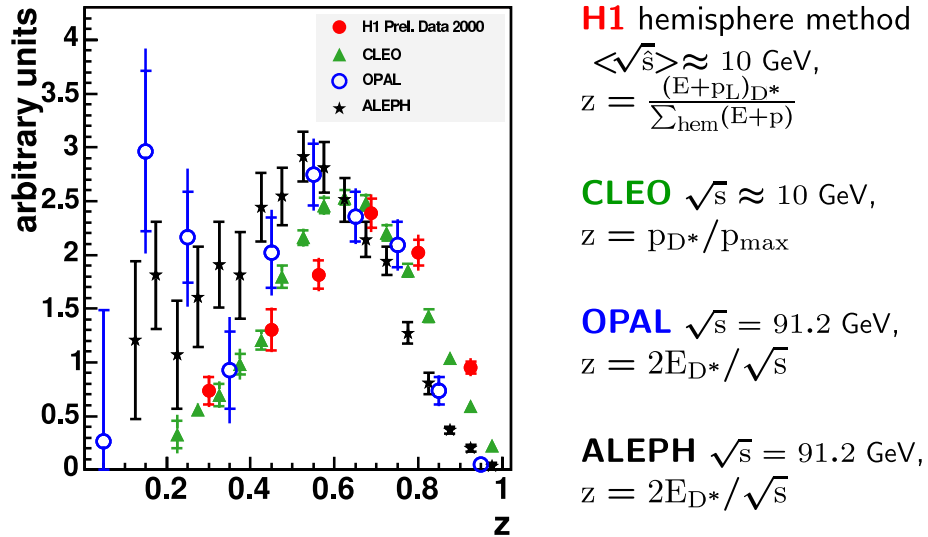 arbitrary units
4
3.5
3
2.5
2
1.5
1
0.5
0
0.2 0.4 0.6 0.8 1
z
H1 Prel. Data 2000
CLEO
OPAL
ALEPH
H1 hemisphere method
<√ŝ>≈ 10 GeV,
z = (E+p_L)_D* / ∑_hem(E+p)
CLEO √s ≈ 10 GeV,
z = p_D*/p_max
OPAL √s = 91.2 GeV,
z = 2E_D*/√s
ALEPH √s = 91.2 GeV,
z = 2E_D*/√s